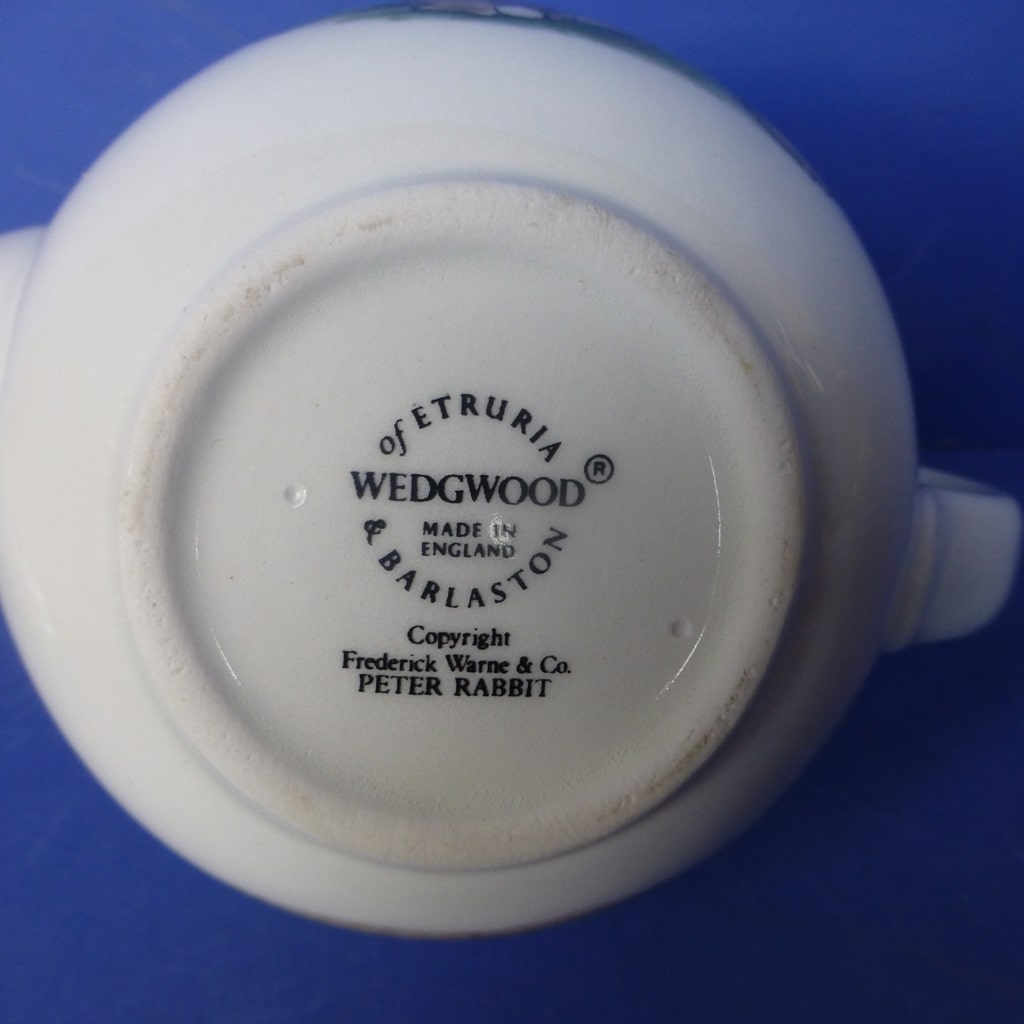 of ETRURIA
WEDGWOOD®
MADE IN
ENGLAND
& BARLASTON
Copyright
Frederick Warne & Co.
PETER RABBIT